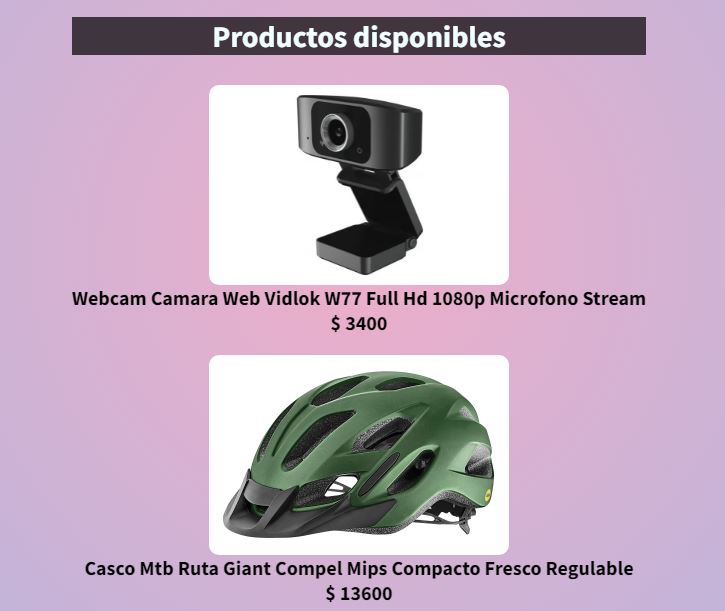 Productos disponibles
Webcam Camara Web Vidlok W77 Full Hd 1080p Microfono Stream
$ 3400
Casco Mtb Ruta Giant Compel Mips Compacto Fresco Regulable
$ 13600